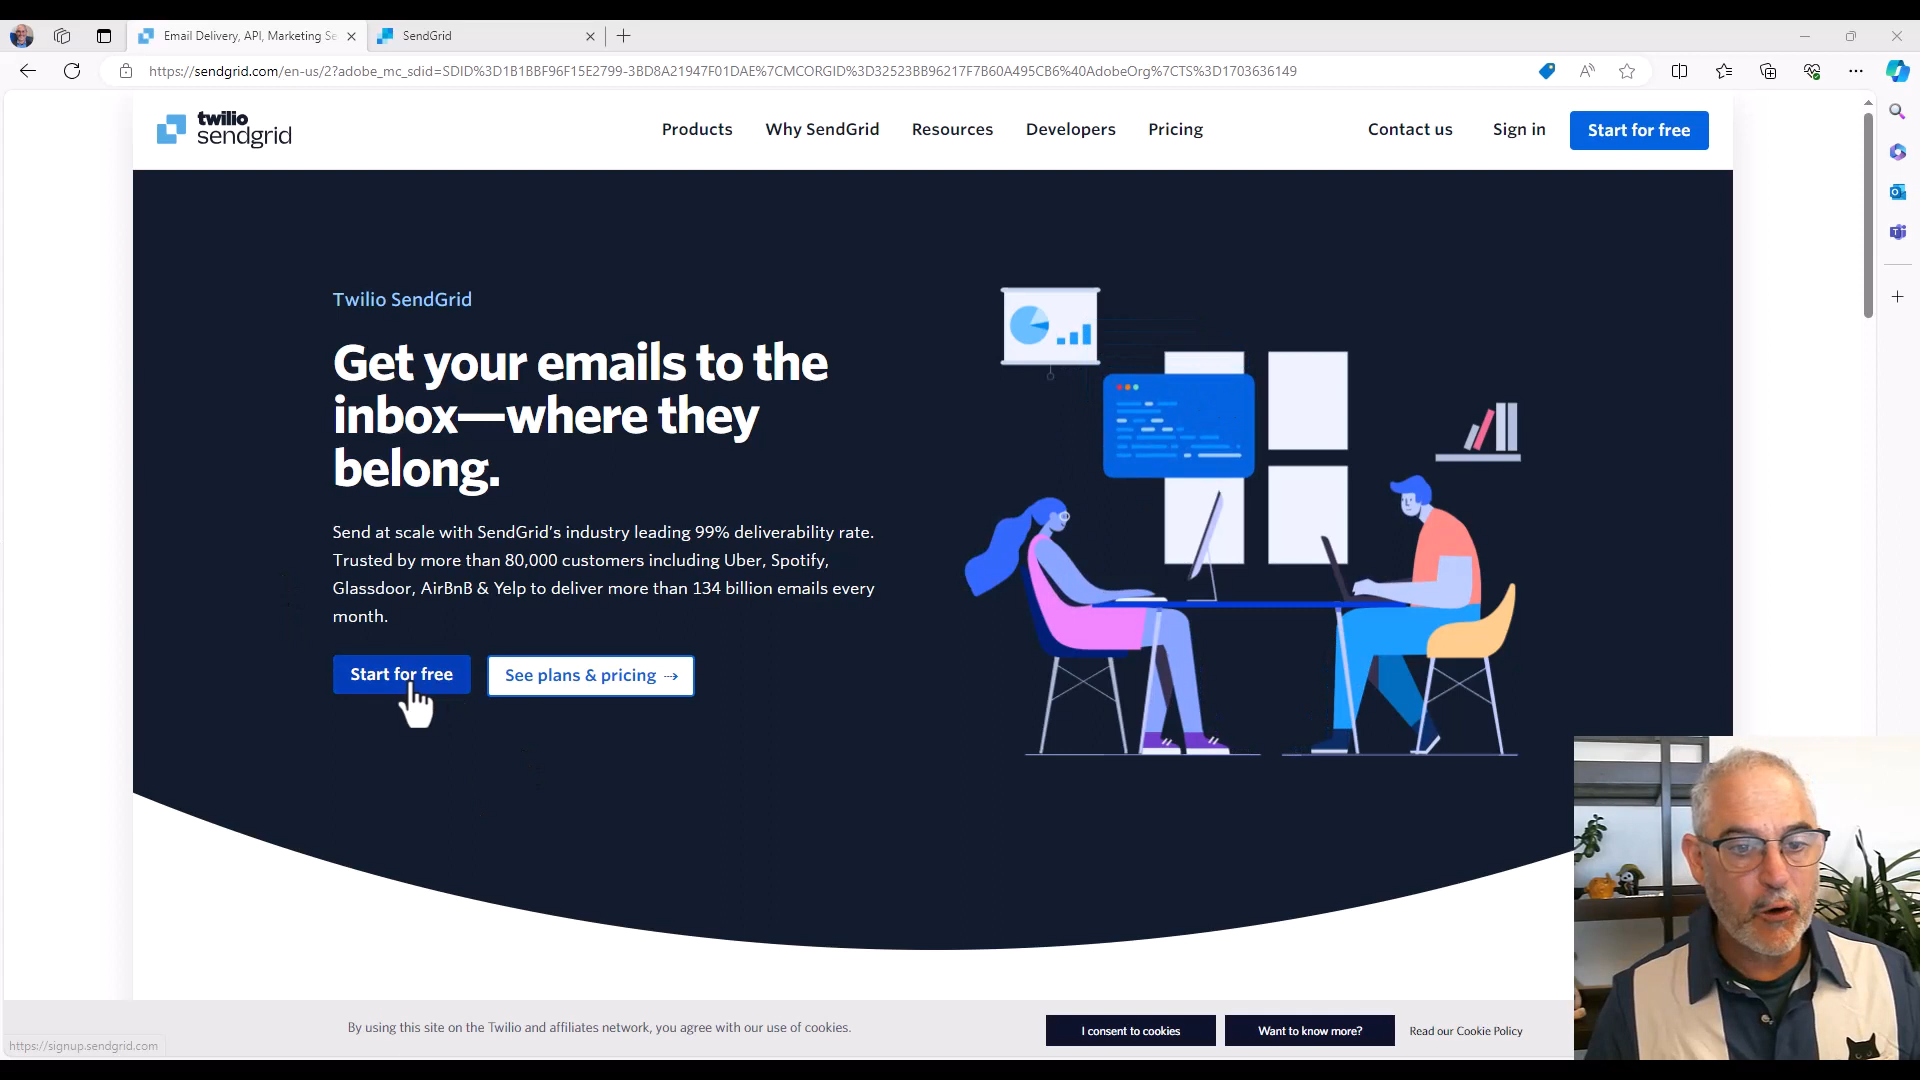 Email Delivery, API, Marketing Se
SendGrid
https://sendgrid.com/en-us/2?adobe_mc_sdid=SDID%3D1B1BBF96F15E2799-3BD8A21947F01DAE%7CMCORGID%3D32523BB96217F7B60A495CB6%40AdobeOrg%7CTS%3D1703636149
twilio
sendgrid
Products
Why SendGrid
Resources
Developers
Pricing
Contact us
Sign in
Start for free
Twilio SendGrid
Get your emails to the
inbox—where they
belong.
Send at scale with SendGrid's industry leading 99% deliverability rate.
Trusted by more than 80,000 customers including Uber, Spotify,
Glassdoor, AirBnB & Yelp to deliver more than 134 billion emails every
month.
Start for free
See plans & pricing →
By using this site on the Twilio and affiliates network, you agree with our use of cookies.
I consent to cookies
Want to know more?
Read our Cookie Policy
https://signup.sendgrid.com